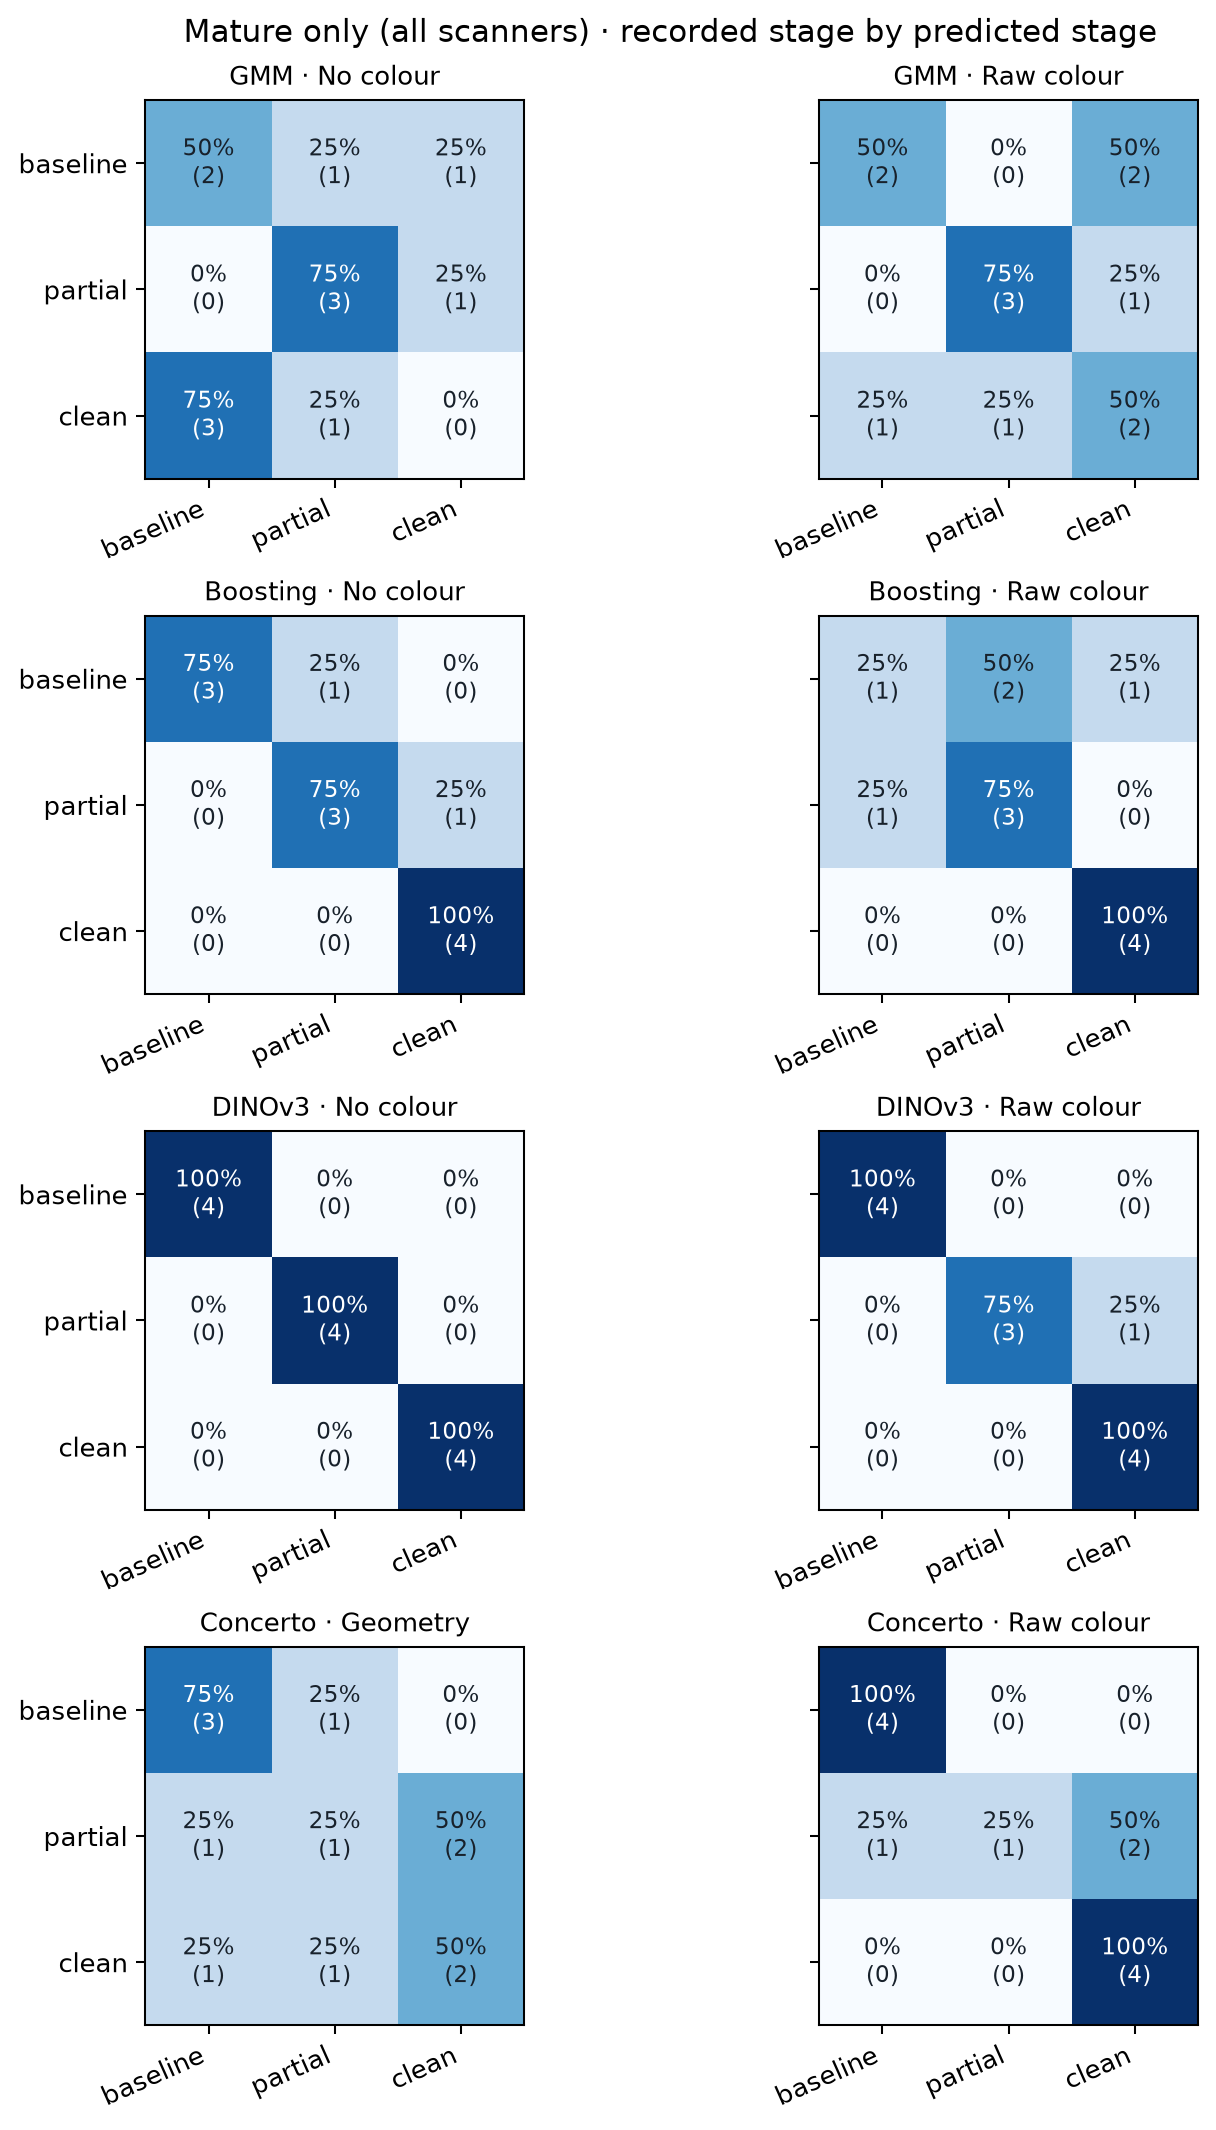 Mature only (all scanners) · recorded stage by predicted stage
GMM · No colour
GMM · Raw colour
baseline
50% 25% 25%
(2) (1) (1)
50% 0% 50%
(2) (0) (2)
partial
0% 75% 25%
(0) (3) (1)
0% 75% 25%
(0) (3) (1)
clean
75% 25% 0%
(3) (1) (0)
25% 25% 50%
(1) (1) (2)
baseline partial clean
baseline partial clean
Boosting · No colour
Boosting · Raw colour
baseline
75% 25% 0%
(3) (1) (0)
25% 50% 25%
(1) (2) (1)
partial
0% 75% 25%
(0) (3) (1)
25% 75% 0%
(1) (3) (0)
clean
0% 0% 100%
(0) (0) (4)
0% 0% 100%
(0) (0) (4)
baseline partial clean
baseline partial clean
DINOv3 · No colour
DINOv3 · Raw colour
baseline
100% 0% 0%
(4) (0) (0)
100% 0% 0%
(4) (0) (0)
partial
0% 100% 0%
(0) (4) (0)
0% 75% 25%
(0) (3) (1)
clean
0% 0% 100%
(0) (0) (4)
0% 0% 100%
(0) (0) (4)
baseline partial clean
baseline partial clean
Concerto · Geometry
Concerto · Raw colour
baseline
75% 25% 0%
(3) (1) (0)
100% 0% 0%
(4) (0) (0)
partial
25% 25% 50%
(1) (1) (2)
25% 25% 50%
(1) (1) (2)
clean
25% 25% 50%
(1) (1) (2)
0% 0% 100%
(0) (0) (4)
baseline partial clean
baseline partial clean